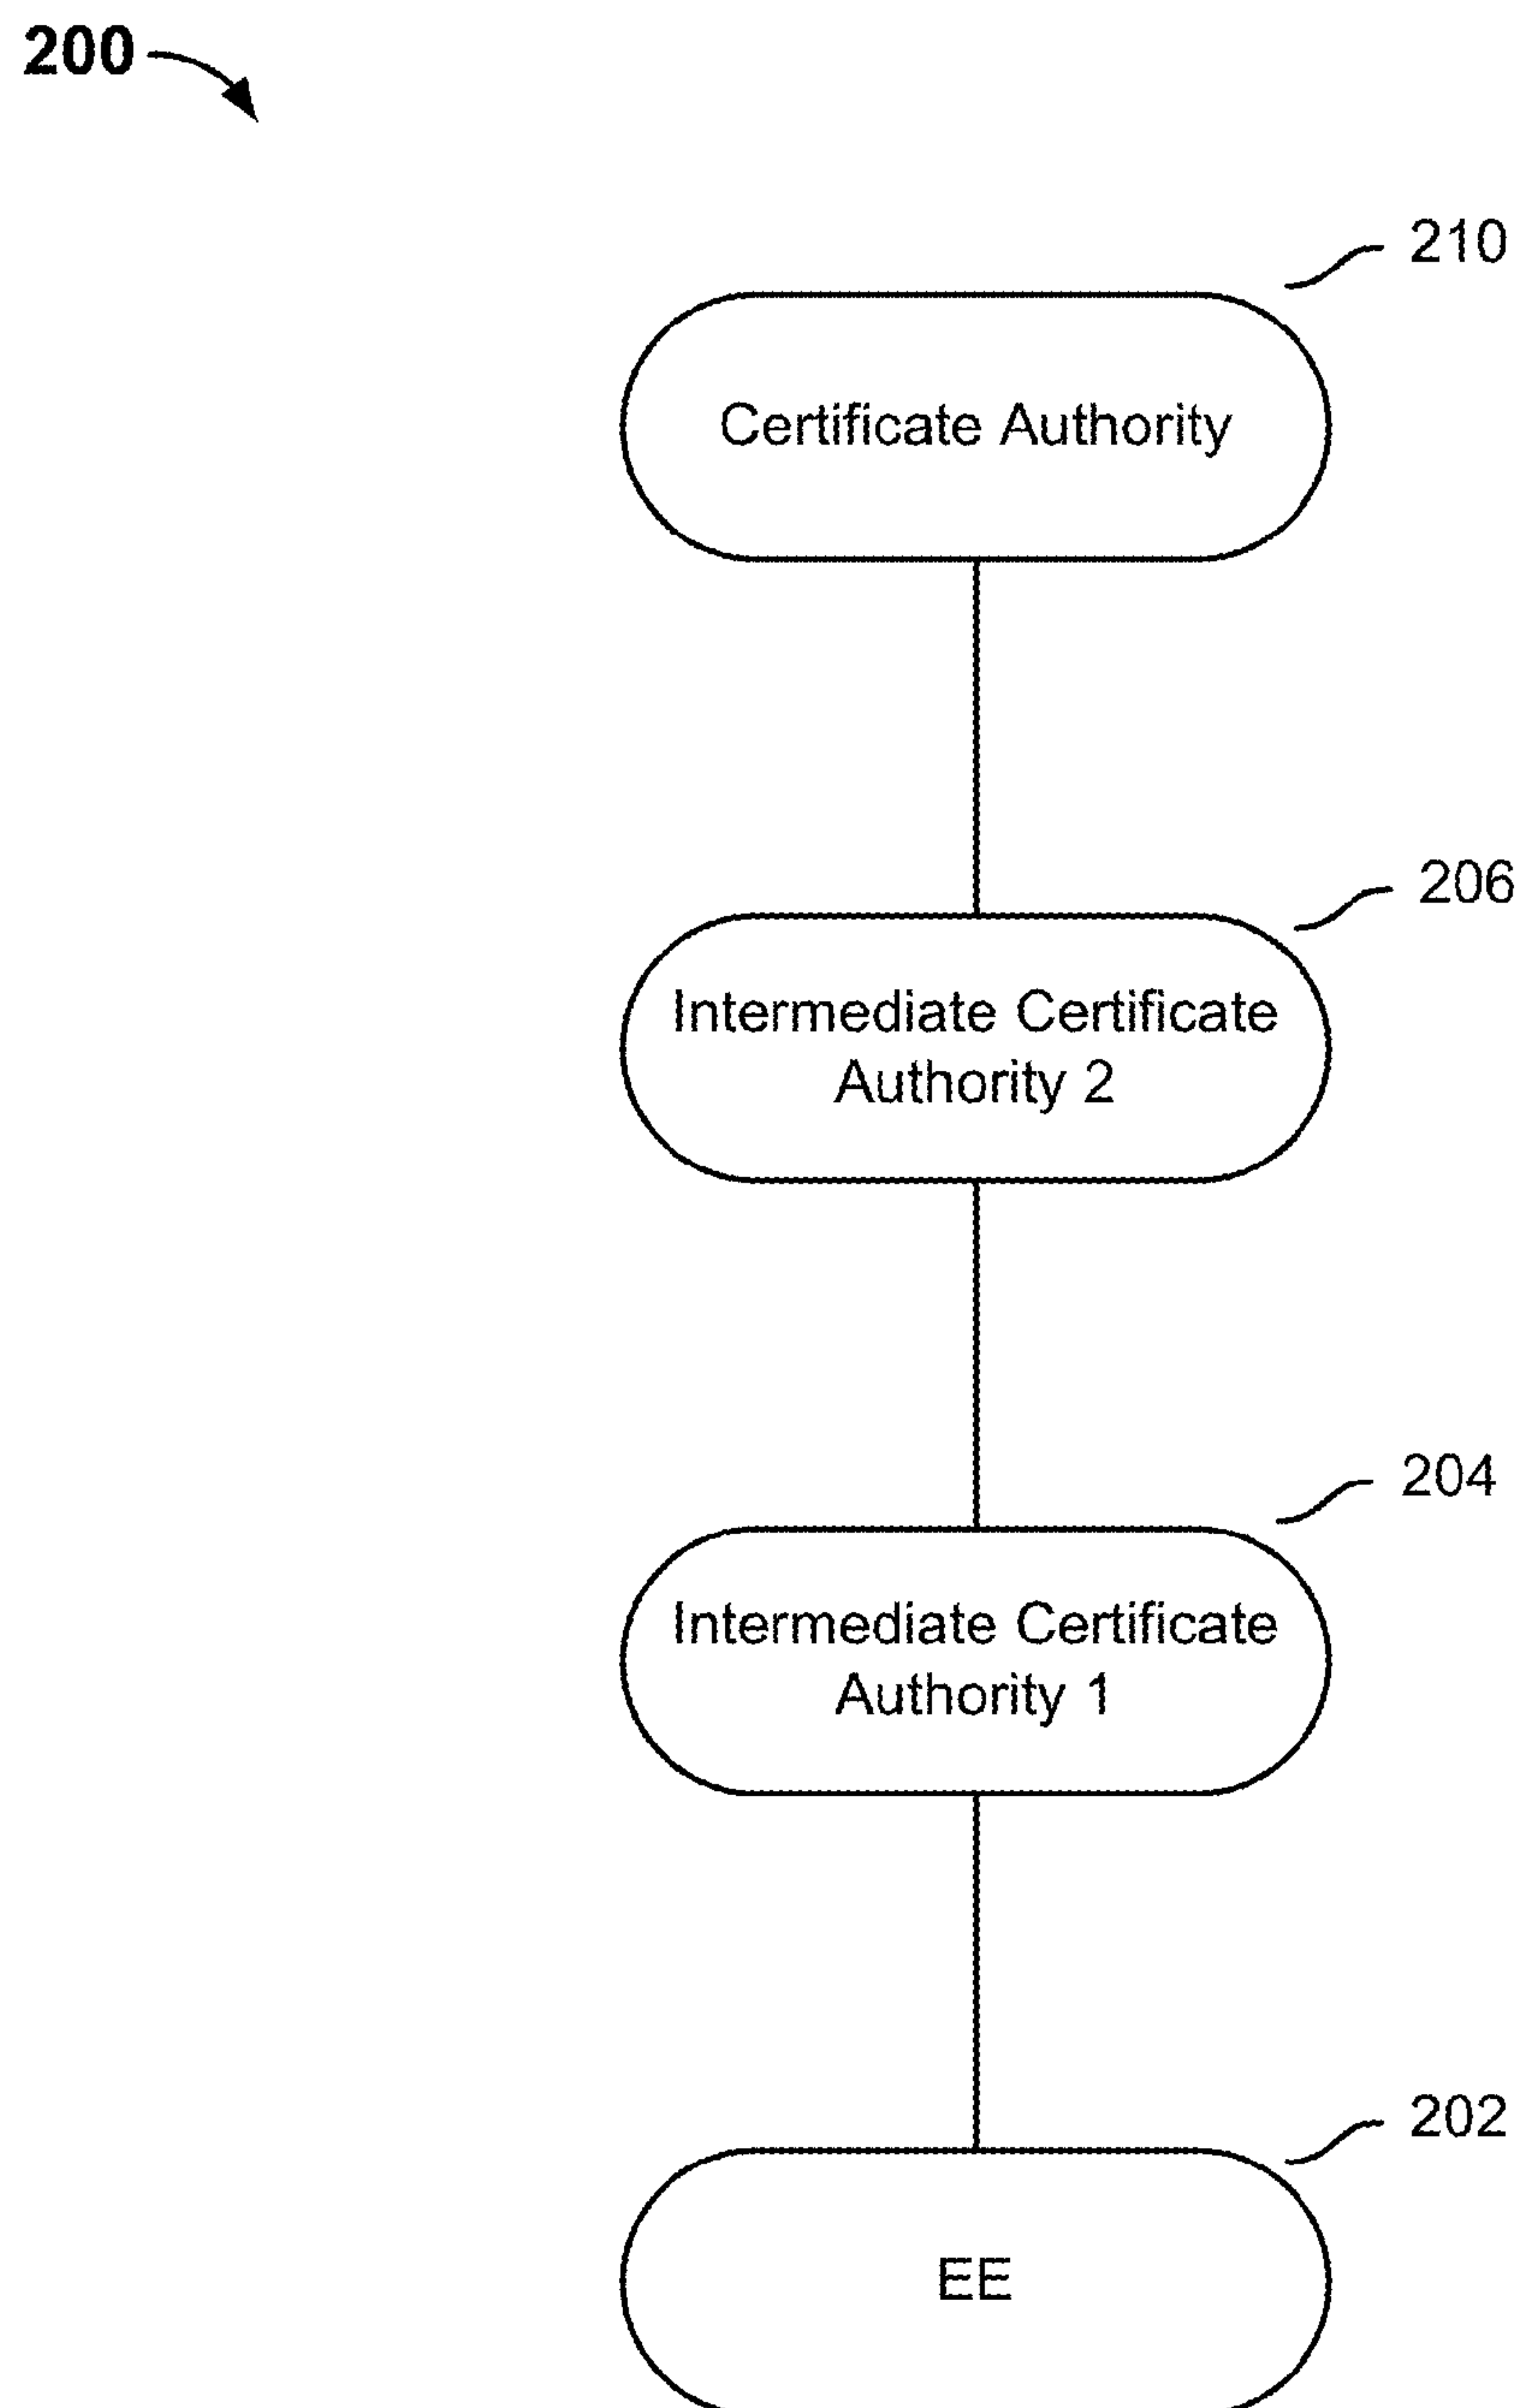 200
210
Certificate Authority
206
Intermediate Certificate
Authority 2
204
Intermediate Certificate
Authority 1
202
EE